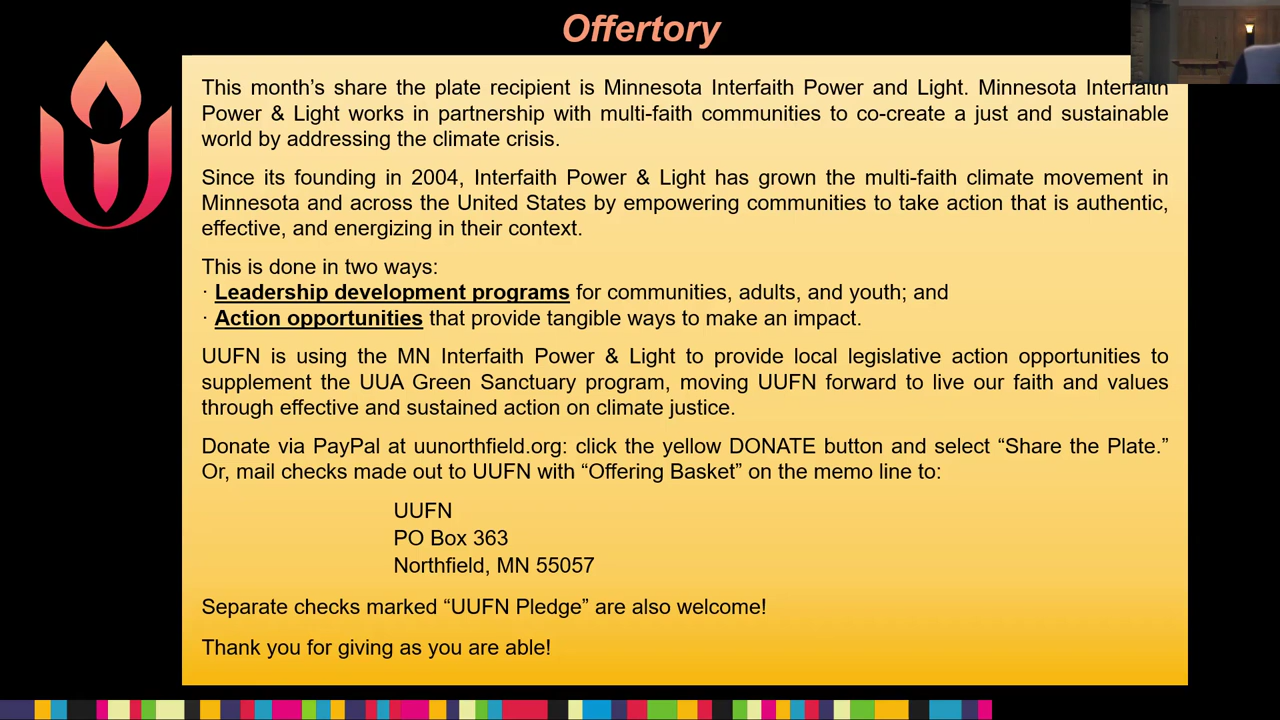 Offertory
This month’s share the plate recipient is Minnesota Interfaith Power and Light. Minnesota Interfaith
Power & Light works in partnership with multi-faith communities to co-create a just and sustainable
world by addressing the climate crisis.
Since its founding in 2004, Interfaith Power & Light has grown the multi-faith climate movement in
Minnesota and across the United States by empowering communities to take action that is authentic,
effective, and energizing in their context.
This is done in two ways:
· Leadership development programs for communities, adults, and youth; and
· Action opportunities that provide tangible ways to make an impact.
UUFN is using the MN Interfaith Power & Light to provide local legislative action opportunities to
supplement the UUA Green Sanctuary program, moving UUFN forward to live our faith and values
through effective and sustained action on climate justice.
Donate via PayPal at uunorthfield.org: click the yellow DONATE button and select “Share the Plate.”
Or, mail checks made out to UUFN with “Offering Basket” on the memo line to:
UUFN
PO Box 363
Northfield, MN 55057
Separate checks marked “UUFN Pledge” are also welcome!
Thank you for giving as you are able!